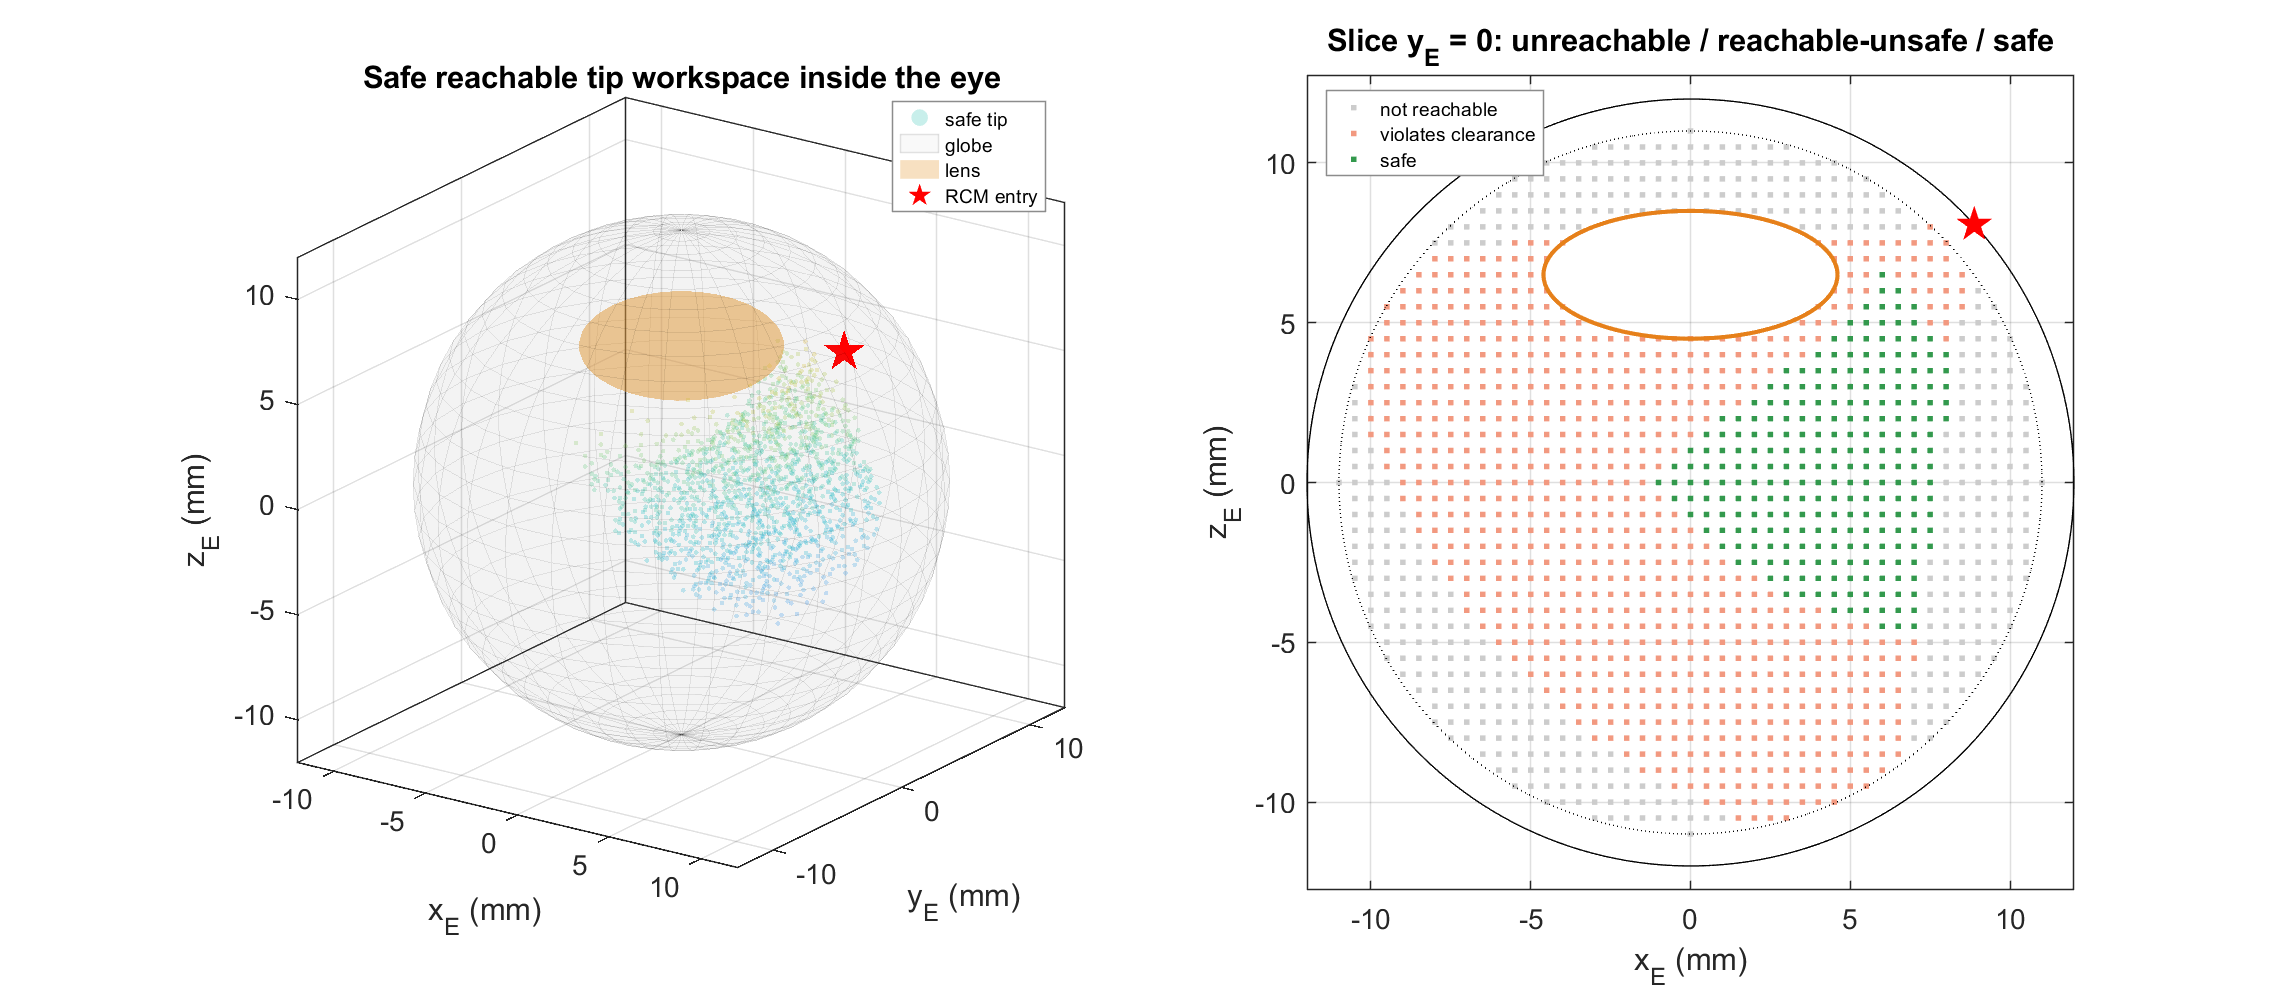 Safe reachable tip workspace inside the eye
safe tip
globe
lens
RCM entry
10
5
0
-5
-10
z_E (mm)
-10
-5
0
5
10
x_E (mm)
-10
0
10
y_E (mm)
Slice y_E = 0: unreachable / reachable-unsafe / safe
not reachable
violates clearance
safe
10
5
0
-5
-10
z_E (mm)
-10
-5
0
5
10
x_E (mm)